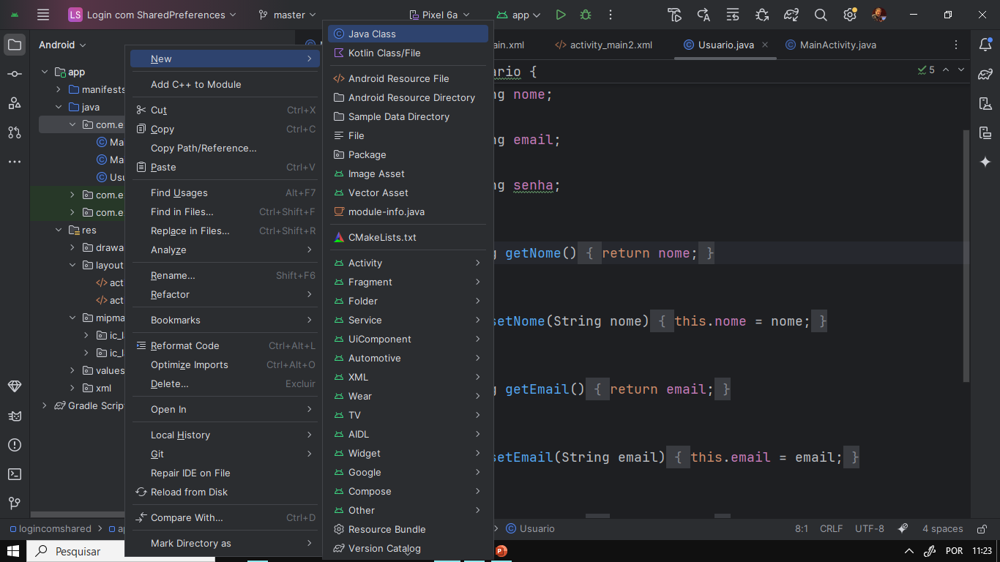 LS Login com SharedPreferences
master
Pixel 6a
app
Android
app
manifests
java
com.e
Ma
Ma
Usu
com.e
com.e
res
drawa
layout
act
act
mipma
ic_l
ic_l
values
xml
Gradle Scrip
New
Add C++ to Module
Cut Ctrl+X
Copy Ctrl+C
Copy Path/Reference...
Paste Ctrl+V
Find Usages Alt+F7
Find in Files... Ctrl+Shift+F
Replace in Files... Ctrl+Shift+R
Analyze
Rename... Shift+F6
Refactor
Bookmarks
Reformat Code Ctrl+Alt+L
Optimize Imports Ctrl+Alt+O
Delete... Excluir
Open In
Local History
Git
Repair IDE on File
Reload from Disk
Compare With... Ctrl+D
Mark Directory as
Java Class
Kotlin Class/File
Android Resource File
Android Resource Directory
Sample Data Directory
File
Package
Image Asset
Vector Asset
module-info.java
CMakeLists.txt
Activity
Fragment
Folder
Service
UiComponent
Automotive
XML
Wear
TV
AIDL
Widget
Google
Compose
Other
Resource Bundle
Version Catalog
ain.xml
activity_main2.xml
Usuario.java
MainActivity.java
ario {
5
ng nome;
ng email;
ng senha;
g getNome() { return nome; }
setNome(String nome) { this.nome = nome; }
g getEmail() { return email; }
setEmail(String email) { this.email = email; }
logincomshared
ap
Usuario
8:1 CRLF UTF-8 4 spaces
Pesquisar
POR 11:23